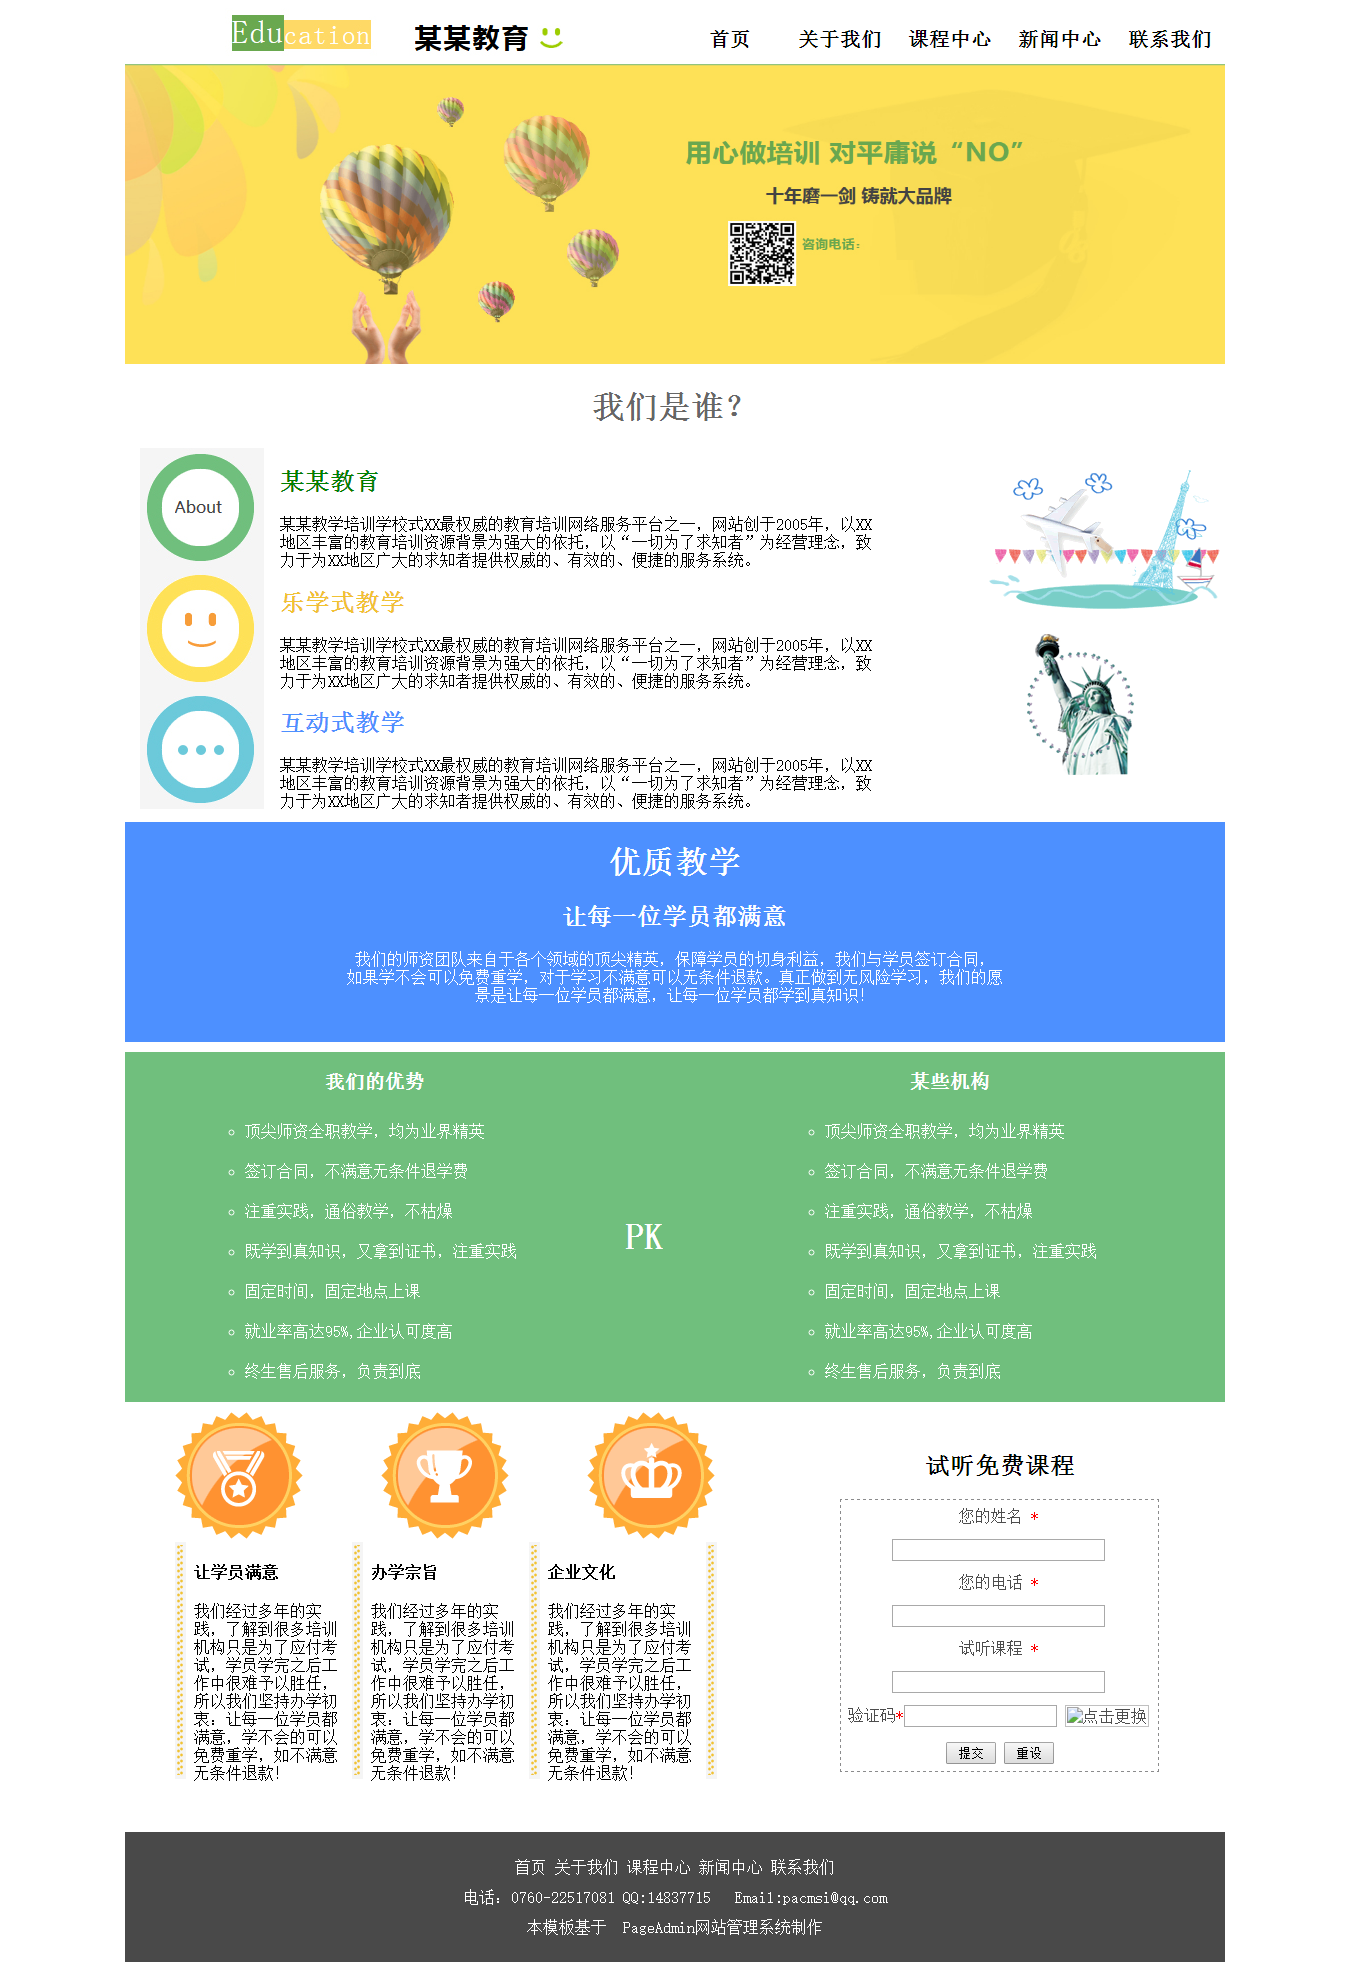 Education 某某教育 首页 关于我们 课程中心 新闻中心 联系我们
用心做培训 对平庸说“NO”
十年磨一剑 铸就大品牌
咨询电话：
我们是谁？
About
某某教育
某某教学培训学校式XX最权威的教育培训网络服务平台之一，网站创于2005年，以XX
地区丰富的教育培训资源背景为强大的依托，以“一切为了求知者”为经营理念，致
力于为XX地区广大的求知者提供权威的、有效的、便捷的服务系统。
乐学式教学
某某教学培训学校式XX最权威的教育培训网络服务平台之一，网站创于2005年，以XX
地区丰富的教育培训资源背景为强大的依托，以“一切为了求知者”为经营理念，致
力于为XX地区广大的求知者提供权威的、有效的、便捷的服务系统。
互动式教学
某某教学培训学校式XX最权威的教育培训网络服务平台之一，网站创于2005年，以XX
地区丰富的教育培训资源背景为强大的依托，以“一切为了求知者”为经营理念，致
力于为XX地区广大的求知者提供权威的、有效的、便捷的服务系统。
优质教学
让每一位学员都满意
我们的师资团队来自于各个领域的顶尖精英，保障学员的切身利益，我们与学员签订合同，
如果学不会可以免费重学，对于学习不满意可以无条件退款。真正做到无风险学习，我们的愿
景是让每一位学员都满意，让每一位学员都学到真知识！
我们的优势
顶尖师资全职教学，均为业界精英
签订合同，不满意无条件退学费
注重实践，通俗教学，不枯燥
既学到真知识，又拿到证书，注重实践
固定时间，固定地点上课
就业率高达95%,企业认可度高
终生售后服务，负责到底
PK
某些机构
顶尖师资全职教学，均为业界精英
签订合同，不满意无条件退学费
注重实践，通俗教学，不枯燥
既学到真知识，又拿到证书，注重实践
固定时间，固定地点上课
就业率高达95%,企业认可度高
终生售后服务，负责到底
让学员满意
我们经过多年的实
践，了解到很多培训
机构只是为了应付考
试，学员学完之后工
作中很难予以胜任，
所以我们坚持办学初
衷：让每一位学员都
满意，学不会的可以
免费重学，如不满意
无条件退款！
办学宗旨
我们经过多年的实
践，了解到很多培训
机构只是为了应付考
试，学员学完之后工
作中很难予以胜任，
所以我们坚持办学初
衷：让每一位学员都
满意，学不会的可以
免费重学，如不满意
无条件退款！
企业文化
我们经过多年的实
践，了解到很多培训
机构只是为了应付考
试，学员学完之后工
作中很难予以胜任，
所以我们坚持办学初
衷：让每一位学员都
满意，学不会的可以
免费重学，如不满意
无条件退款！
试听免费课程
您的姓名 *
您的电话 *
试听课程 *
验证码* 点击更换
提交 重设
首页 关于我们 课程中心 新闻中心 联系我们
电话：0760-22517081 QQ:14837715 Email:pacmsi@qq.com
本模板基于 PageAdmin网站管理系统制作